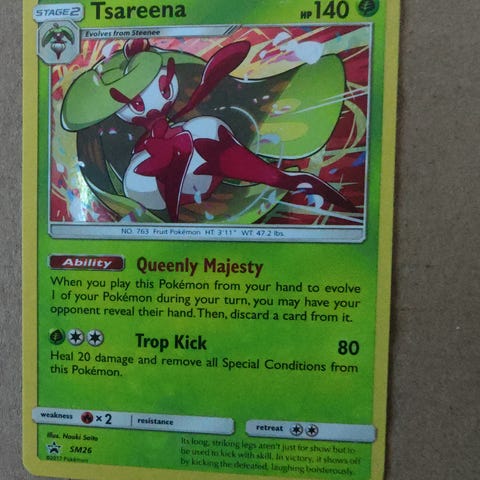 STAGE2 Tsareena HP140
Evolves from Steenee
NO. 763 Fruit Pokémon HT: 3'11" WT: 47.2 lbs.
Ability Queenly Majesty
When you play this Pokémon from your hand to evolve
1 of your Pokémon during your turn, you may have your
opponent reveal their hand. Then, discard a card from it.
Trop Kick 80
Heal 20 damage and remove all Special Conditions from
this Pokémon.
weakness ×2 resistance retreat
Illus. Naoki Saito
SM26
©2017 Pokémon
Its long, striking legs aren't just for show but to
be used to kick with skill. In victory, it shows off
by kicking the defeated, laughing boisterously.